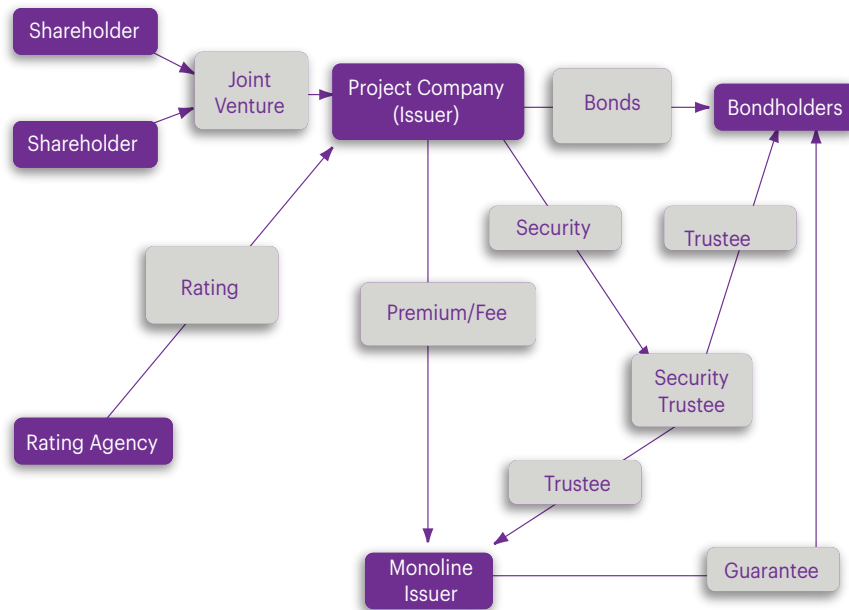 Shareholder
Joint
Venture
Project Company
(Issuer)
Bonds
Bondholders
Shareholder
Security
Trustee
Rating
Premium/Fee
Security
Trustee
Rating Agency
Trustee
Monoline
Issuer
Guarantee